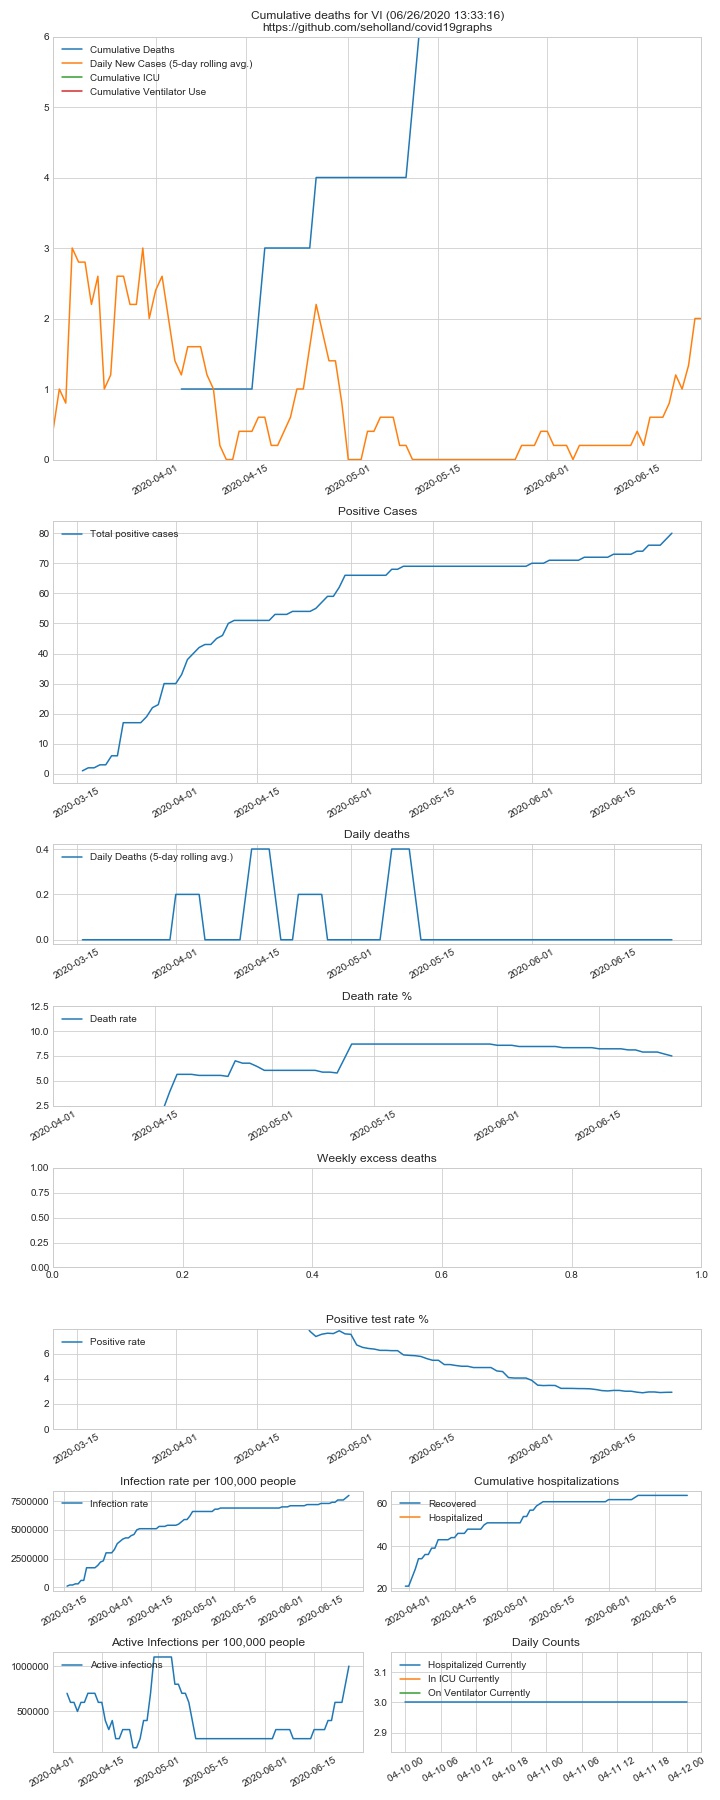 Cumulative deaths for VI (06/26/2020 13:33:16)
https://github.com/seholland/covid19graphs
Cumulative Deaths
Daily New Cases (5-day rolling avg.)
Cumulative ICU
Cumulative Ventilator Use
6
5
4
3
2
1
0
2020-04-01 2020-04-15 2020-05-01 2020-05-15 2020-06-01 2020-06-15
Positive Cases
Total positive cases
80
70
60
50
40
30
20
10
0
2020-03-15 2020-04-01 2020-04-15 2020-05-01 2020-05-15 2020-06-01 2020-06-15
Daily deaths
Daily Deaths (5-day rolling avg.)
0.4
0.2
0.0
2020-03-15 2020-04-01 2020-04-15 2020-05-01 2020-05-15 2020-06-01 2020-06-15
Death rate %
Death rate
12.5
10.0
7.5
5.0
2.5
2020-04-01 2020-04-15 2020-05-01 2020-05-15 2020-06-01 2020-06-15
Weekly excess deaths
1.00
0.75
0.50
0.25
0.00
0.0 0.2 0.4 0.6 0.8 1.0
Positive test rate %
Positive rate
6
4
2
0
2020-03-15 2020-04-01 2020-04-15 2020-05-01 2020-05-15 2020-06-01 2020-06-15
Infection rate per 100,000 people
Infection rate
7500000
5000000
2500000
0
2020-03-15 2020-04-01 2020-04-15 2020-05-01 2020-05-15 2020-06-01 2020-06-15
Cumulative hospitalizations
Recovered
Hospitalized
60
40
20
2020-04-01 2020-04-15 2020-05-01 2020-05-15 2020-06-01 2020-06-15
Active Infections per 100,000 people
Active infections
1000000
500000
2020-04-01 2020-04-15 2020-05-01 2020-05-15 2020-06-01 2020-06-15
Daily Counts
Hospitalized Currently
In ICU Currently
On Ventilator Currently
3.1
3.0
2.9
04-10 00 04-10 06 04-10 12 04-10 18 04-11 00 04-11 06 04-11 12 04-11 18 04-12 00